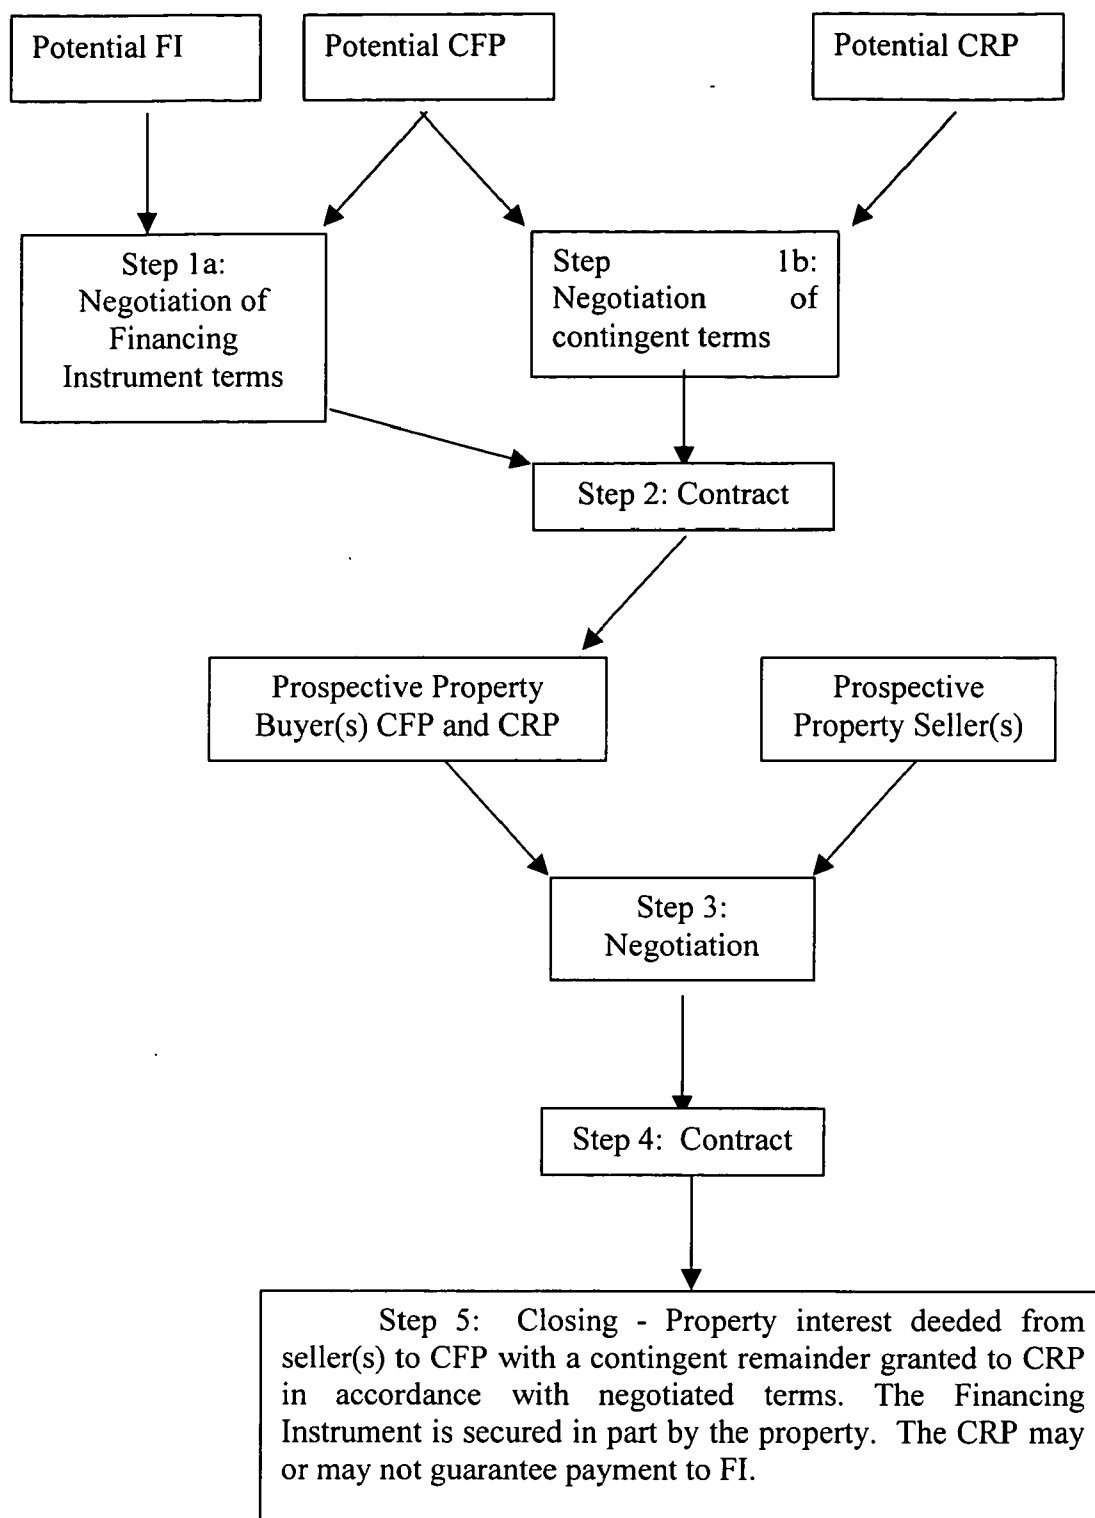 Potential FI
Potential CFP
Potential CRP
Step 1a:
Negotiation of
Financing
Instrument terms
Step 1b:
Negotiation of
contingent terms
Step 2: Contract
Prospective Property
Buyer(s) CFP and CRP
Prospective
Property Seller(s)
Step 3:
Negotiation
Step 4: Contract
Step 5: Closing - Property interest deeded from
seller(s) to CFP with a contingent remainder granted to CRP
in accordance with negotiated terms. The Financing
Instrument is secured in part by the property. The CRP may
or may not guarantee payment to FI.